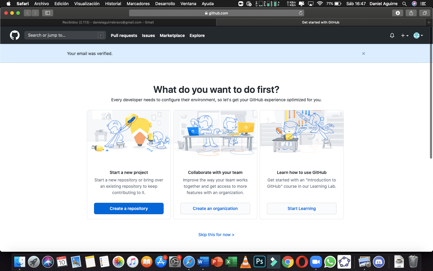 Safari Archivo Edición Visualización Historial Marcadores Desarrollo Ventana Ayuda
71% Sáb 16:47 Daniel Aguirre
github.com
Get started with GitHub
Search or jump to...
Pull requests Issues Marketplace Explore
Your email was verified.
What do you want to do first?
Every developer needs to configure their environment, so let's get your GitHub experience optimized for you.
Start a new project
Start a new repository or bring over
an existing repository to keep
contributing to it.
Create a repository
Collaborate with your team
Improve the way your team works
together and get access to more
features with an organization.
Create an organization
Learn how to use GitHub
Get started with an "Introduction to
GitHub" course in our Learning Lab.
Start Learning
Skip this for now >